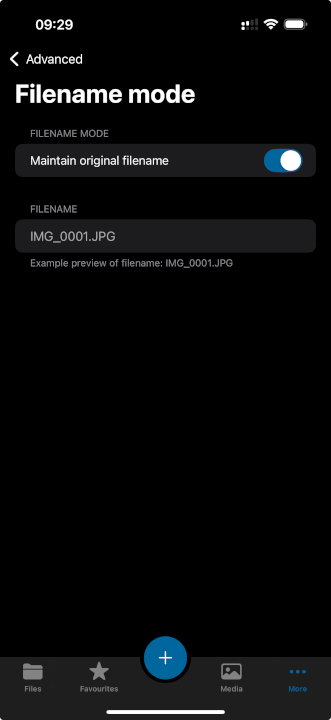 09:29
Advanced
Filename mode
FILENAME MODE
Maintain original filename
FILENAME
IMG_0001.JPG
Example preview of filename: IMG_0001.JPG
Files
Favourites
Media
More